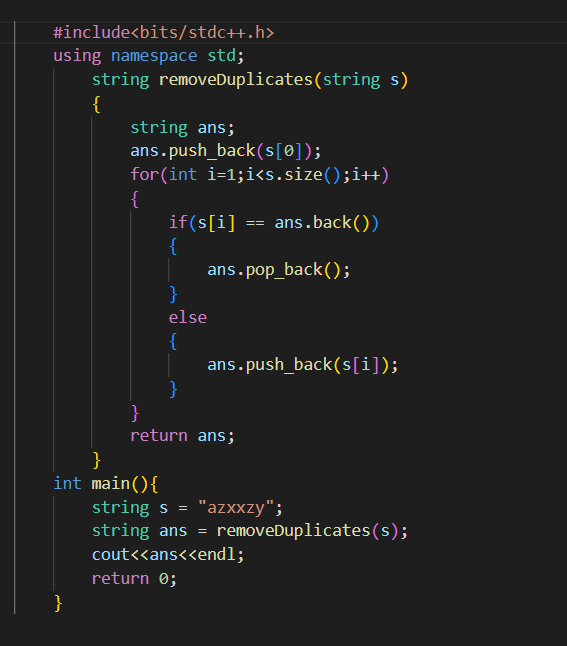 #include<bits/stdc++.h>
using namespace std;
    string removeDuplicates(string s)
    {
        string ans;
        ans.push_back(s[0]);
        for(int i=1;i<s.size();i++)
        {
            if(s[i] == ans.back())
            {
                ans.pop_back();
            }
            else
            {
                ans.push_back(s[i]);
            }
        }
        return ans;
    }
int main(){
    string s = "azxxzy";
    string ans = removeDuplicates(s);
    cout<<ans<<endl;
    return 0;
}